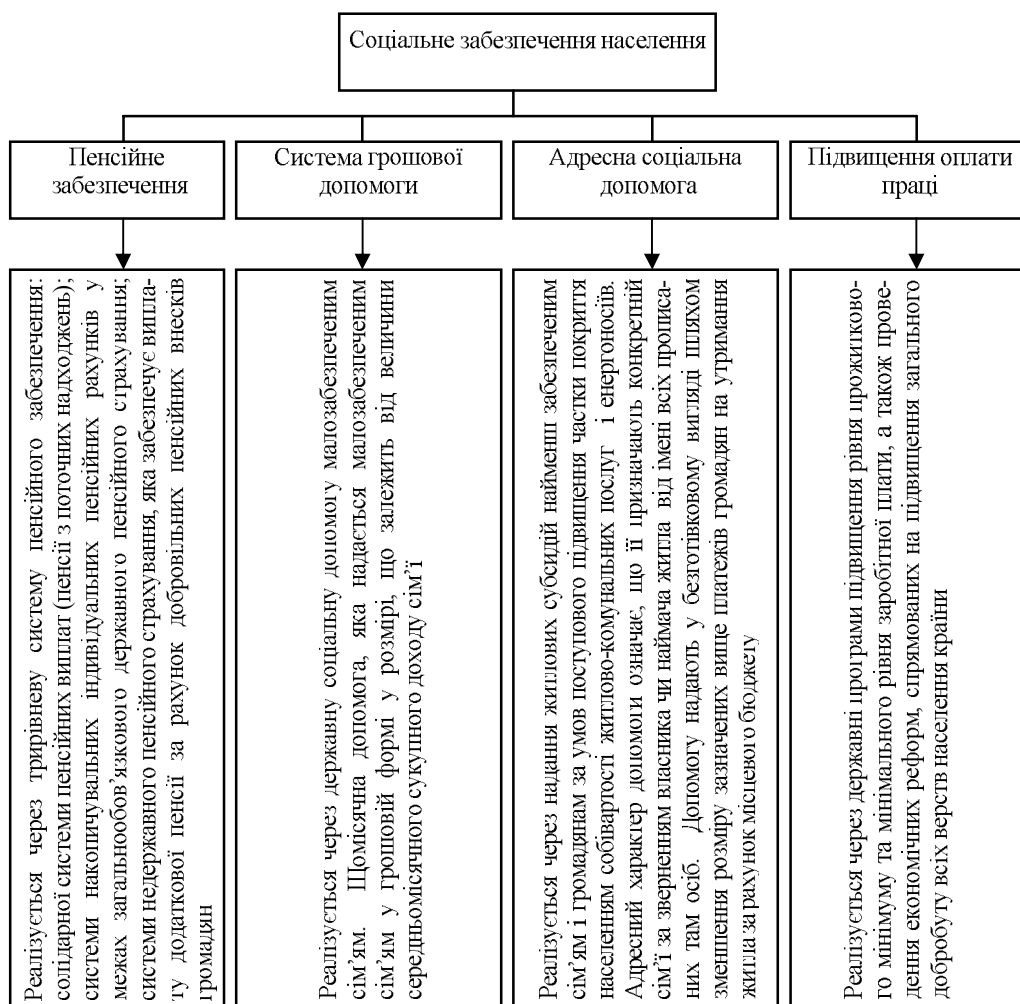 Соціальне забезпечення населення
Пенсійне
забезпечення
Система грошової
допомоги
Адресна соціальна
допомога
Підвищення оплати
праці
Реалізується через трирівневу систему пенсійного забезпечення:
солідарної системи пенсійних виплат (пенсії з поточних надходжень);
системи накопичувальних індивідуальних пенсійних рахунків у
межах загальнообов’язкового державного пенсійного страхування;
системи недержавного пенсійного страхування, яка забезпечує випла-
ту додаткової пенсії за рахунок добровільних пенсійних внесків
громадян
Реалізується через державну соціальну допомогу малозабезпеченим
сім’ям. Щомісячна допомога, яка надається малозабезпеченим
сім’ям у грошовій формі у розмірі, що залежить від величини
середньомісячного сукупного доходу сім’ї
Реалізується через надання житлових субсидій найменш забезпеченим
сім’ям і громадянам за умов поступового підвищення частки покриття
населенням собівартості житлово-комунальних послуг і енергоносіїв.
Адресний характер допомоги означає, що її призначають конкретній
сім’ї за зверненням власника чи наймача житла від імені всіх прописа-
них там осіб. Допомогу надають у безготівковому вигляді шляхом
зменшення розміру зазначених вище платежів громадян на утримання
житла за рахунок місцевого бюджету
Реалізується через державні програми підвищення рівня прожитково-
го мінімуму та мінімального рівня заробітної плати, а також прове-
дення економічних реформ, спрямованих на підвищення загального
добробуту всіх верств населення країни